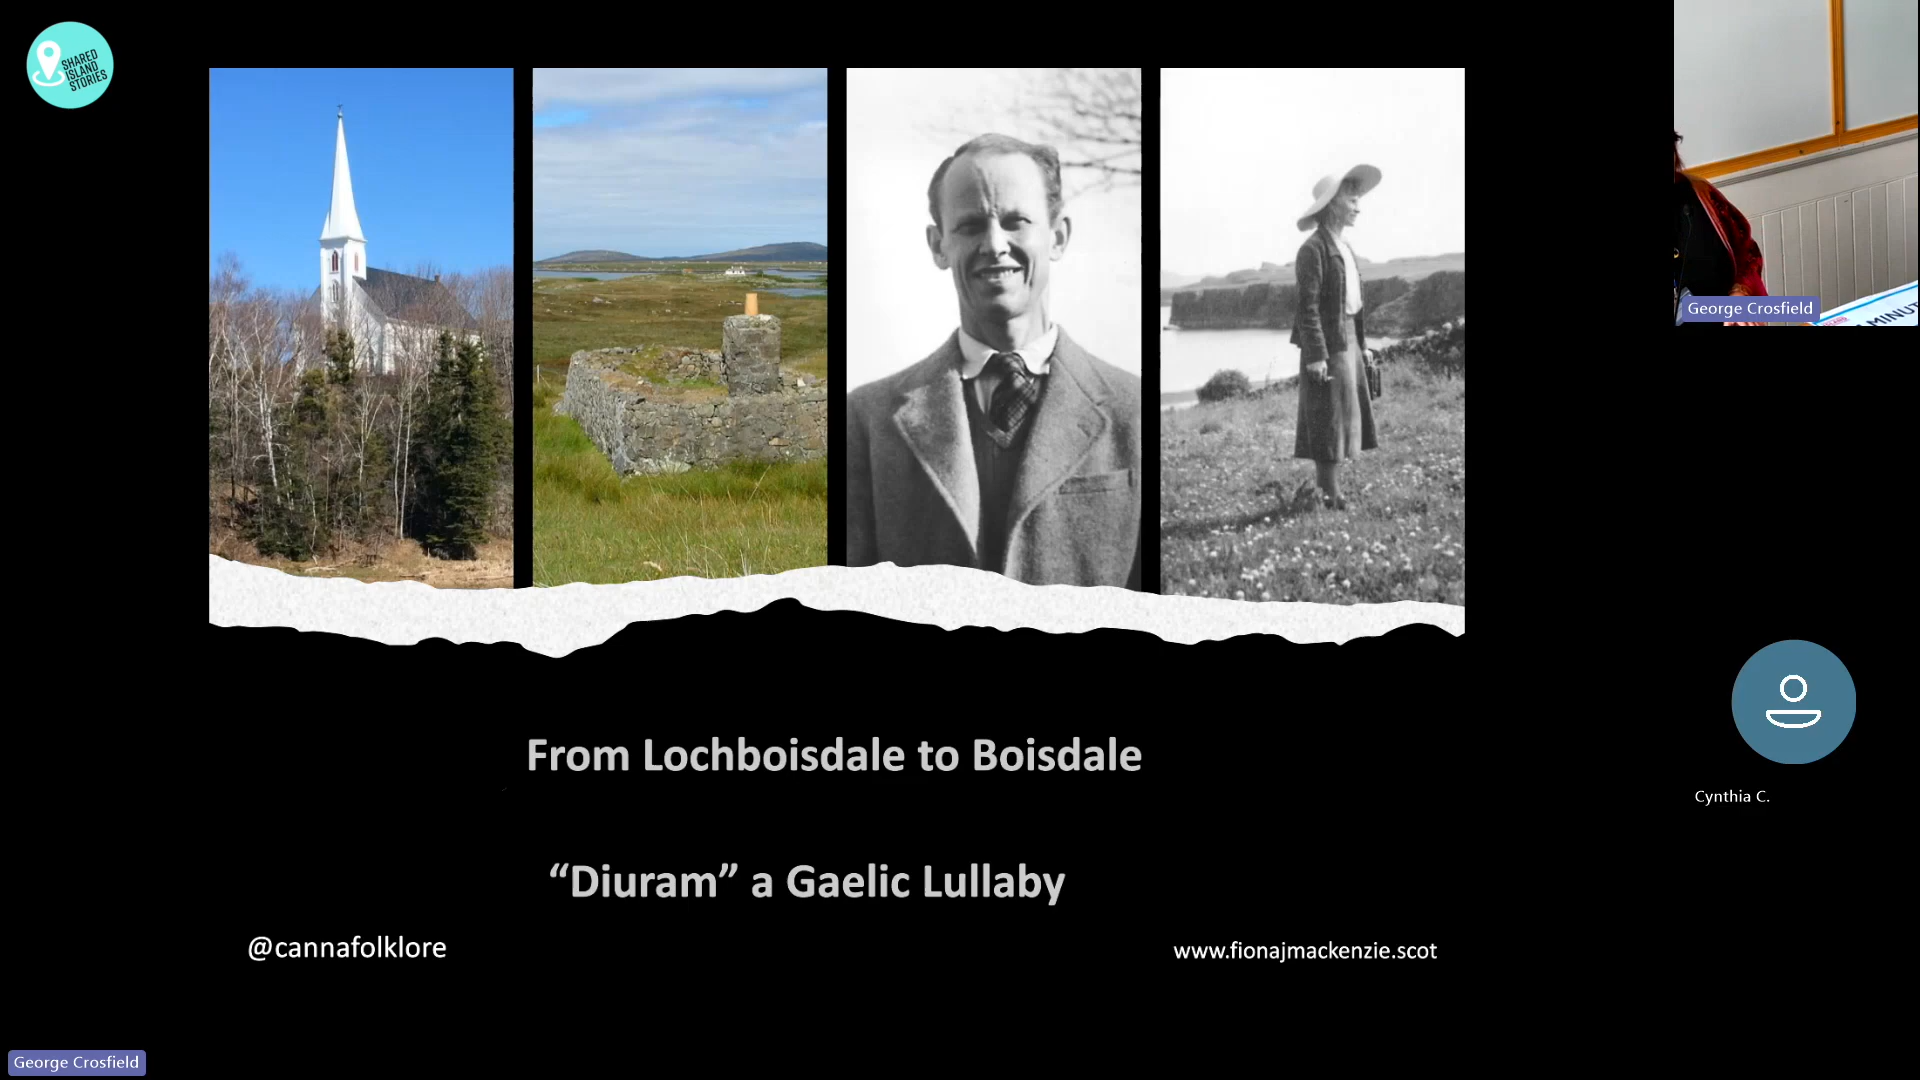 SHARED
ISLAND
STORIES
George Crosfield
MINUT
Cynthia C.
From Lochboisdale to Boisdale
“Diuram” a Gaelic Lullaby
@cannafolklore
www.fionajmackenzie.scot
George Crosfield